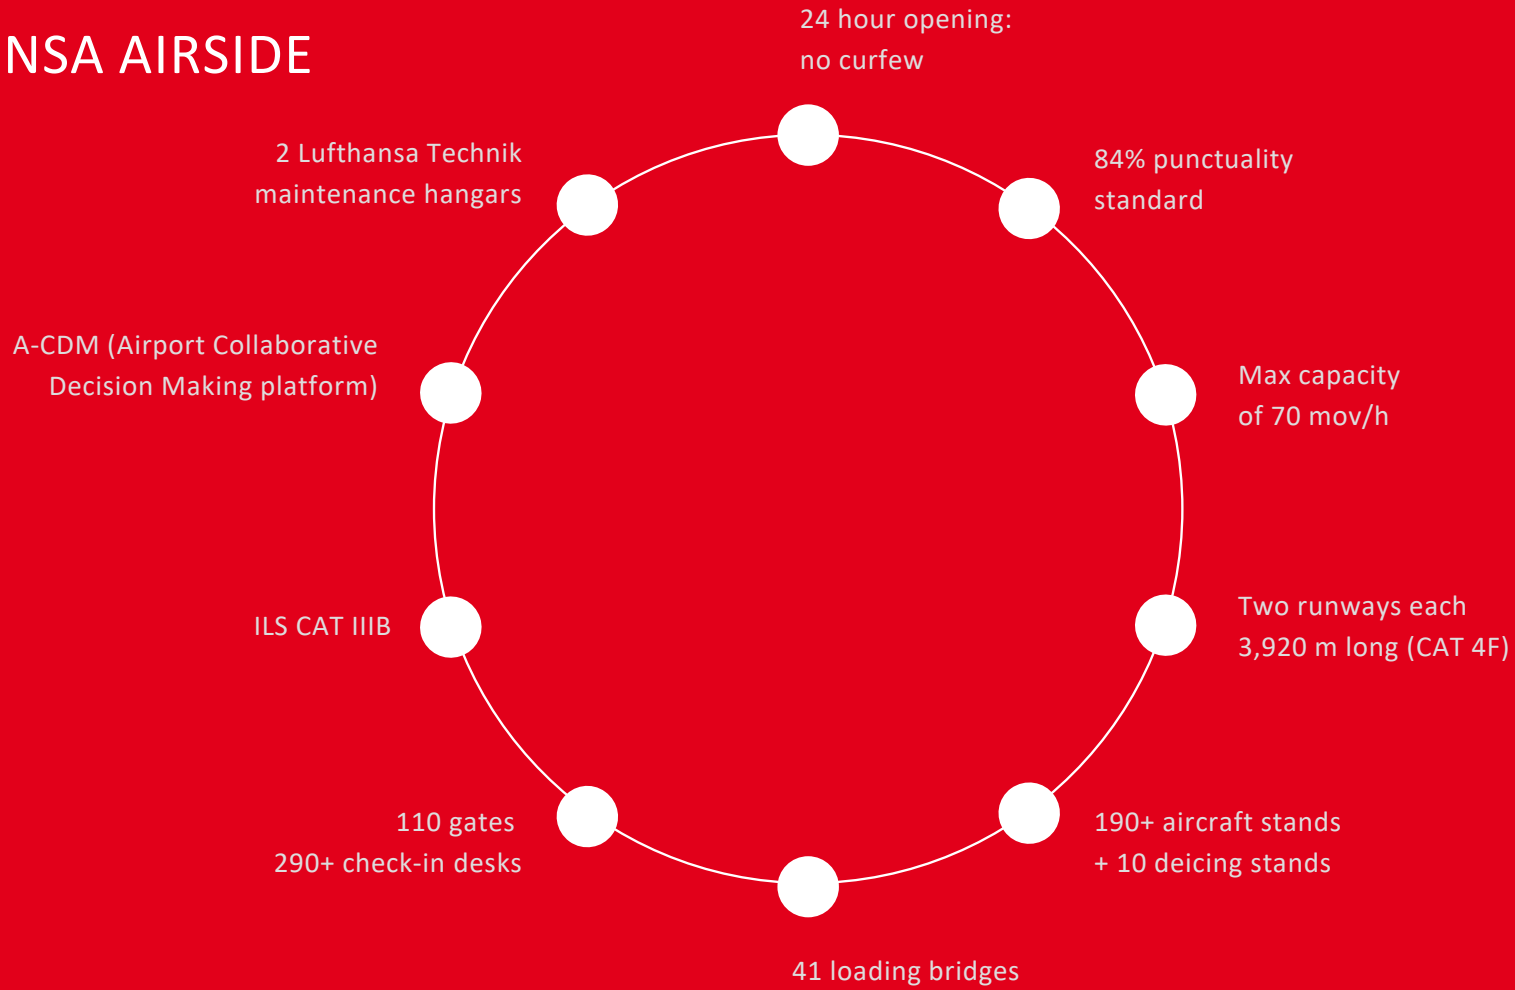 NSA AIRSIDE
24 hour opening:
no curfew
84% punctuality
standard
Max capacity
of 70 mov/h
Two runways each
3,920 m long (CAT 4F)
190+ aircraft stands
+ 10 deicing stands
41 loading bridges
110 gates
290+ check-in desks
ILS CAT IIIB
A-CDM (Airport Collaborative
Decision Making platform)
2 Lufthansa Technik
maintenance hangars